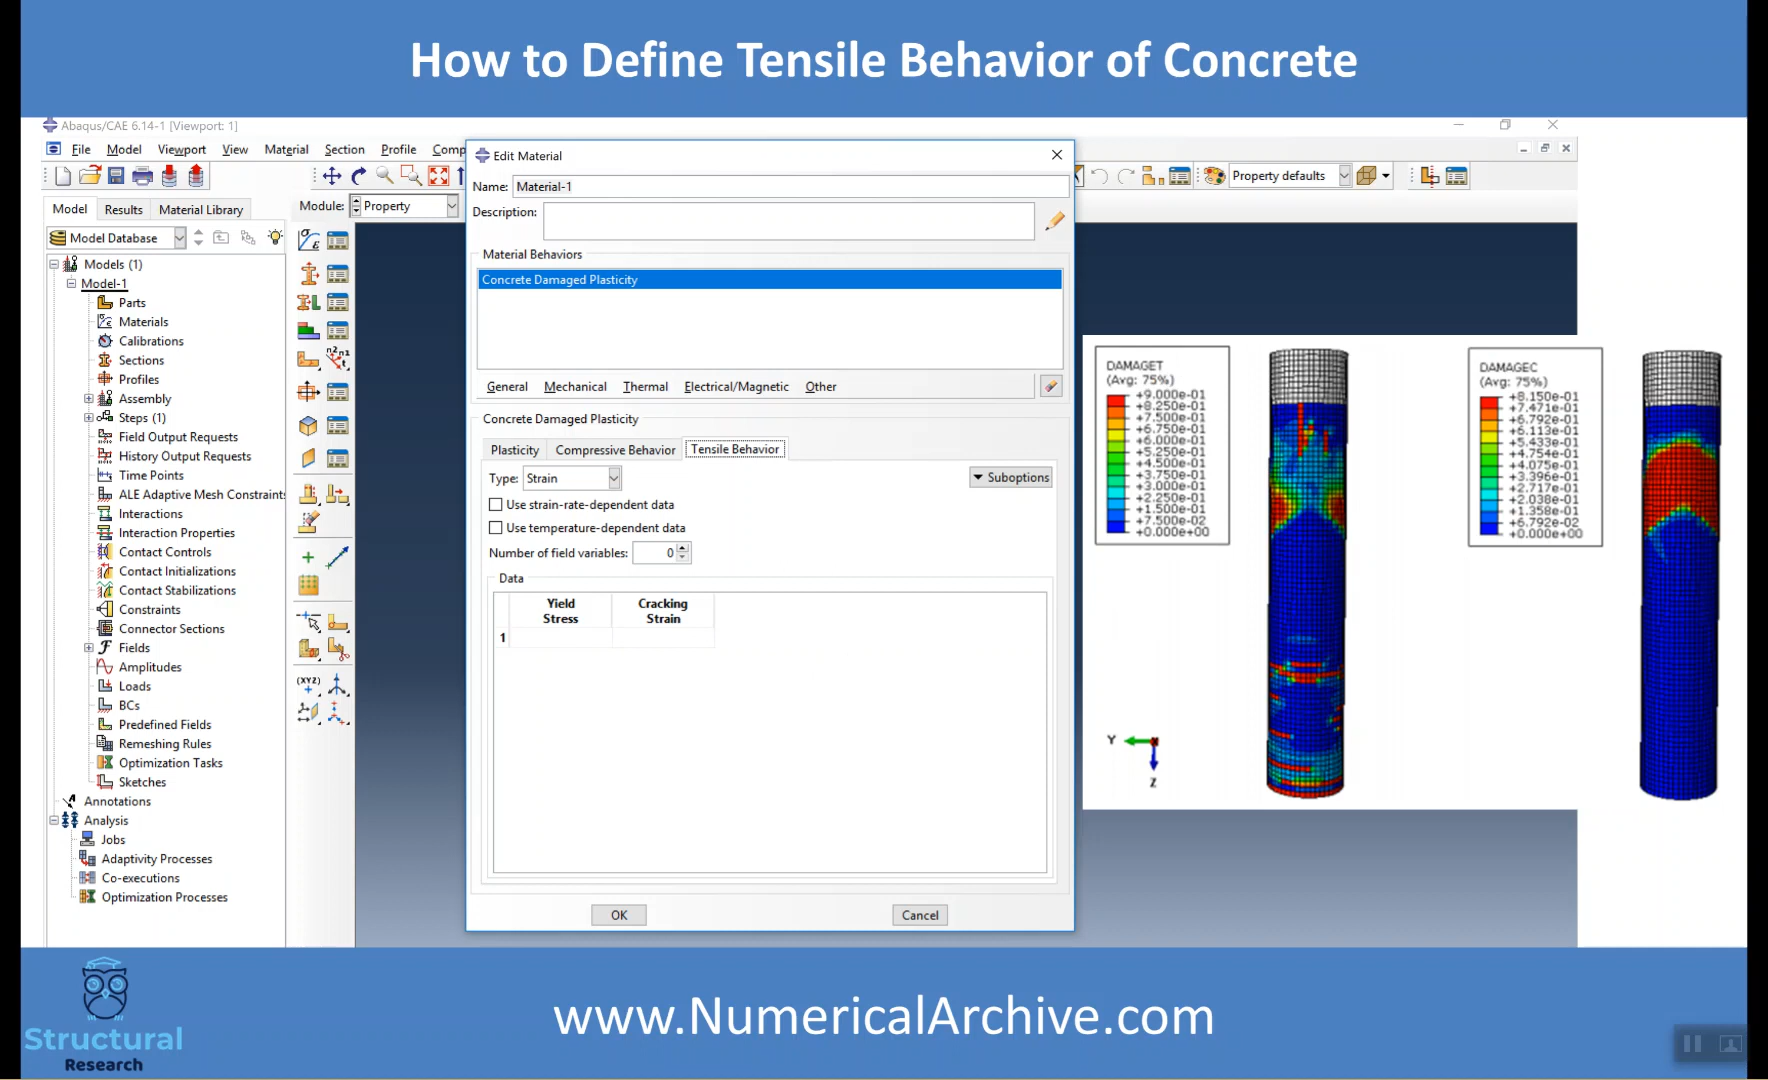 How to Define Tensile Behavior of Concrete
Abaqus/CAE 6.14-1 [Viewport: 1]
File Model Viewport View Material Section Profile Comp
Property defaults
Model Results Material Library
Module: Property
Model Database
Models (1)
Model-1
Parts
Materials
Calibrations
Sections
Profiles
Assembly
Steps (1)
Field Output Requests
History Output Requests
Time Points
ALE Adaptive Mesh Constraints
Interactions
Interaction Properties
Contact Controls
Contact Initializations
Contact Stabilizations
Constraints
Connector Sections
Fields
Amplitudes
Loads
BCs
Predefined Fields
Remeshing Rules
Optimization Tasks
Sketches
Annotations
Analysis
Jobs
Adaptivity Processes
Co-executions
Optimization Processes
(XYZ)
Edit Material
Name: Material-1
Description:
Material Behaviors
Concrete Damaged Plasticity
General Mechanical Thermal Electrical/Magnetic Other
Concrete Damaged Plasticity
Plasticity Compressive Behavior Tensile Behavior
Type: Strain
Suboptions
Use strain-rate-dependent data
Use temperature-dependent data
Number of field variables: 0
Data
Yield Cracking
Stress Strain
1
OK Cancel
DAMAGET
(Avg: 75%)
+9.000e-01
+8.250e-01
+7.500e-01
+6.750e-01
+6.000e-01
+5.250e-01
+4.500e-01
+3.750e-01
+3.000e-01
+2.250e-01
+1.500e-01
+7.500e-02
+0.000e+00
Y
Z
DAMAGEC
(Avg: 75%)
+8.150e-01
+7.471e-01
+6.792e-01
+6.113e-01
+5.433e-01
+4.754e-01
+4.075e-01
+3.396e-01
+2.717e-01
+2.038e-01
+1.358e-01
+6.792e-02
+0.000e+00
Structural
Research
www.NumericalArchive.com